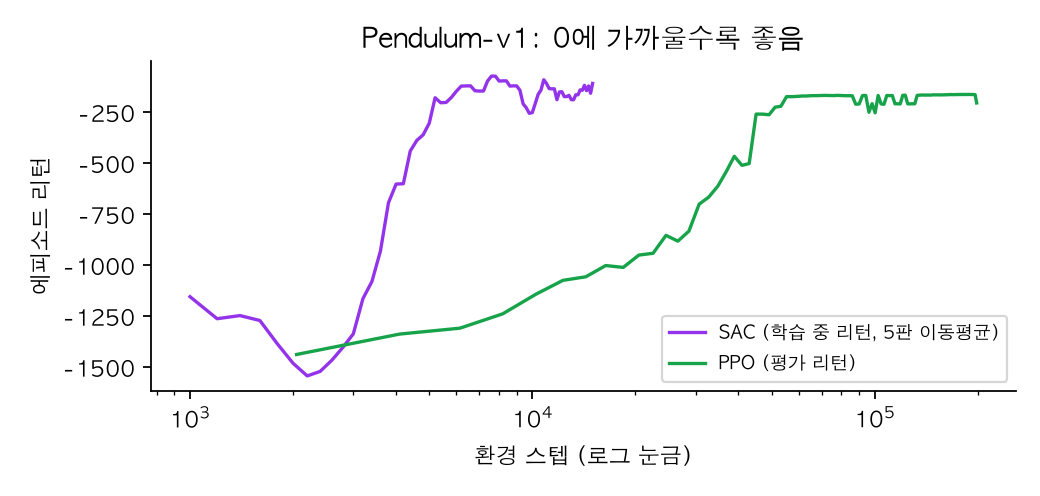 Pendulum-v1: 0에 가까울수록 좋음
에피소드 리턴
-250
-500
-750
-1000
-1250
-1500
SAC (학습 중 리턴, 5판 이동평균)
PPO (평가 리턴)
10³
10⁴
10⁵
환경 스텝 (로그 눈금)